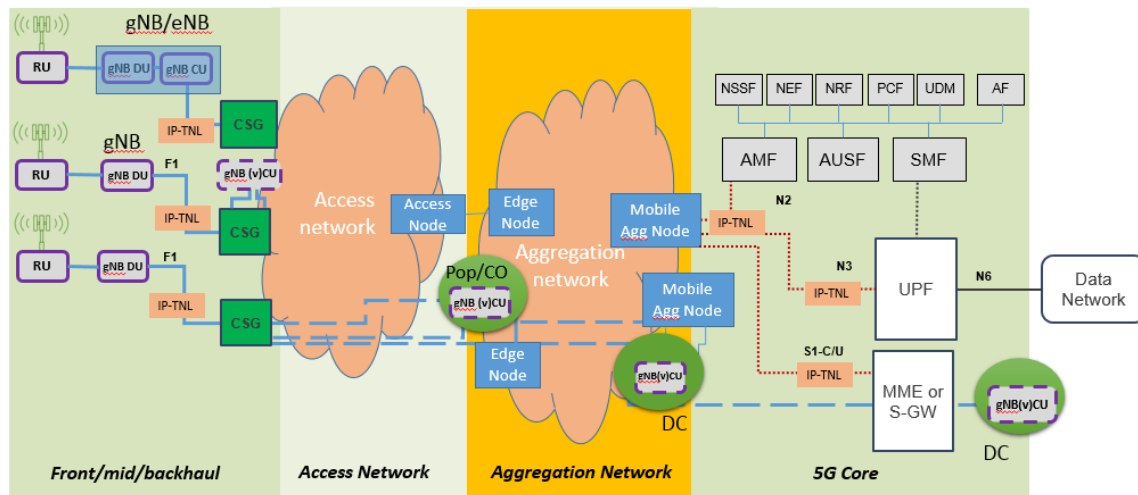 gNB/eNB
RU
gNB DU
gNB CU
IP-TNL
CSG
gNB
RU
gNB DU
F1
gNB (v)CU
IP-TNL
CSG
RU
gNB DU
F1
IP-TNL
CSG
Access
network
Access
Node
Edge
Node
Aggregation
network
Pop/CO
gNB (v)CU
Edge
Node
Mobile
Agg Node
Mobile
Agg Node
gNB(v)CU
DC
NSSF
NEF
NRF
PCF
UDM
AF
AMF
AUSF
SMF
N2
IP-TNL
N3
IP-TNL
UPF
N6
Data
Network
S1-C/U
IP-TNL
MME or
S-GW
gNB(v)CU
DC
Front/mid/backhaul
Access Network
Aggregation Network
5G Core